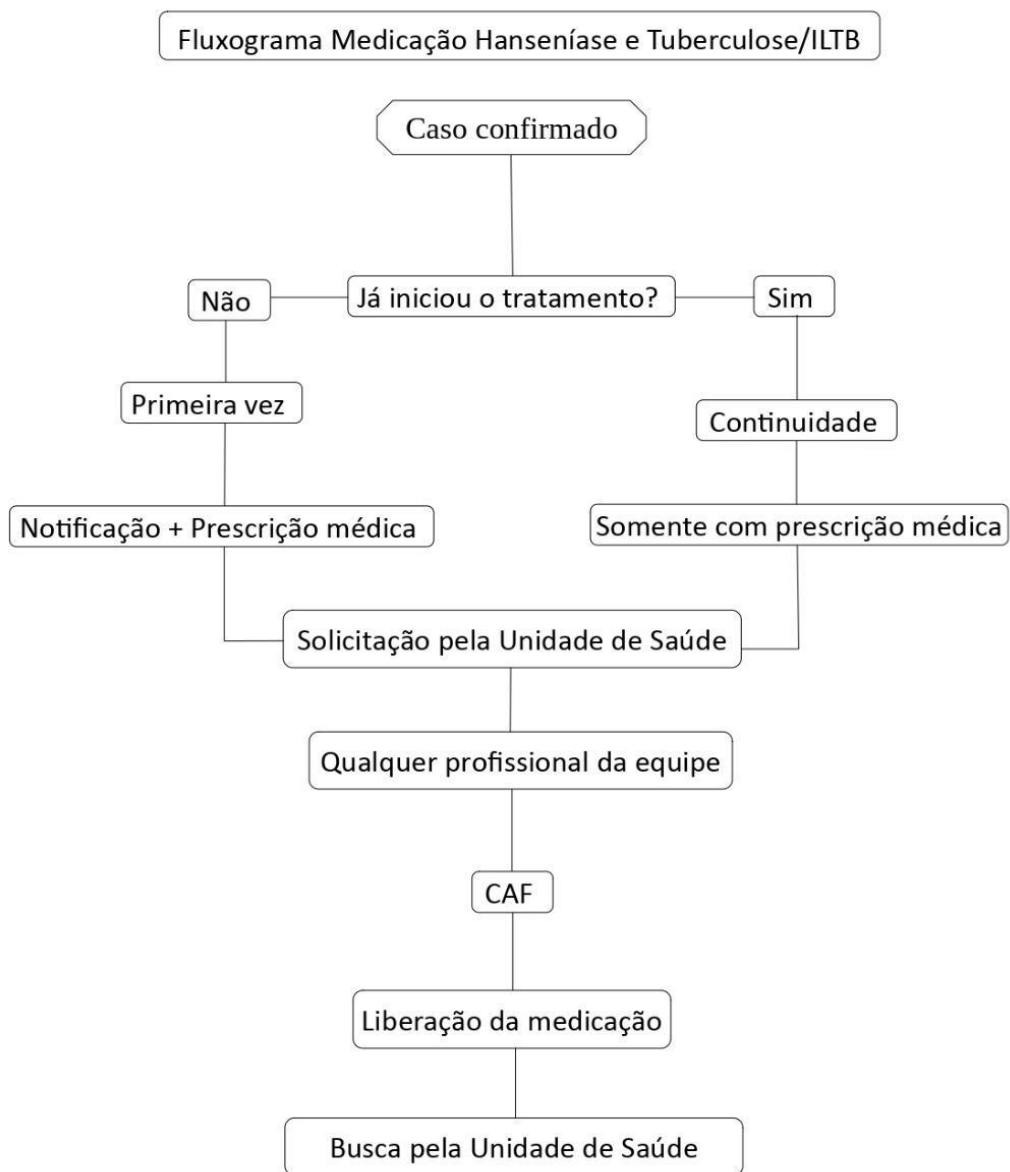 Fluxograma Medicação Hanseníase e Tuberculose/ILTB
Caso confirmado
Não
Já iniciou o tratamento?
Sim
Primeira vez
Continuidade
Notificação + Prescrição médica
Somente com prescrição médica
Solicitação pela Unidade de Saúde
Qualquer profissional da equipe
CAF
Liberação da medicação
Busca pela Unidade de Saúde